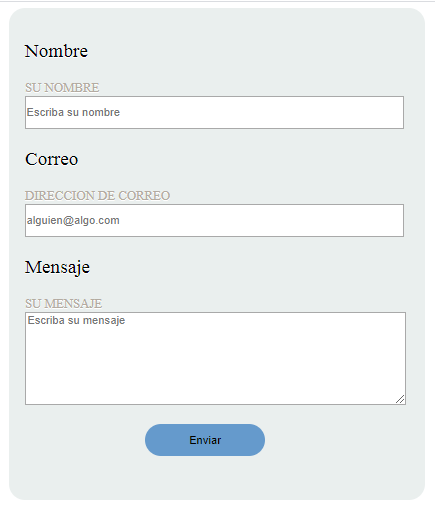 Nombre
SU NOMBRE
Escriba su nombre
Correo
DIRECCION DE CORREO
alguien@algo.com
Mensaje
SU MENSAJE
Escriba su mensaje
Enviar